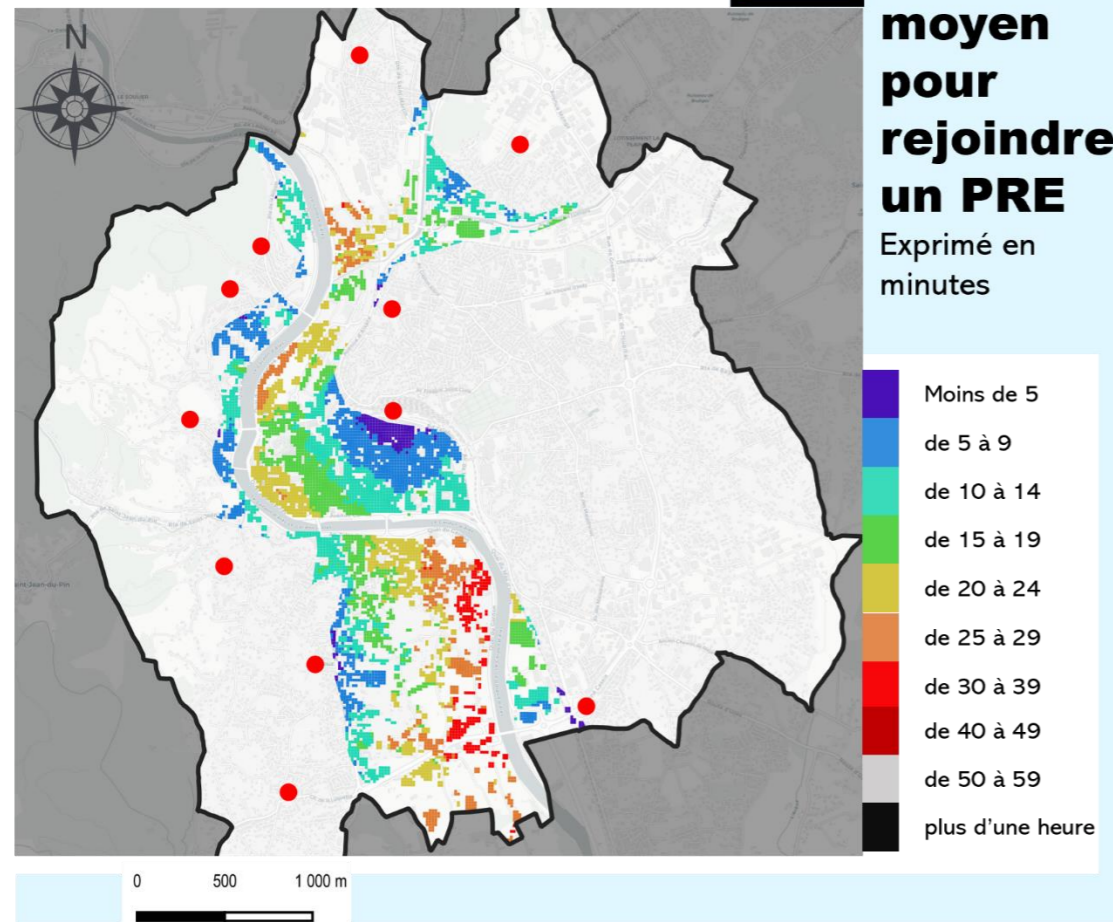 moyen
pour
rejoindre
un PRE
Exprimé en
minutes
N
Moins de 5
de 5 à 9
de 10 à 14
de 15 à 19
de 20 à 24
de 25 à 29
de 30 à 39
de 40 à 49
de 50 à 59
plus d'une heure
0 500 1 000 m